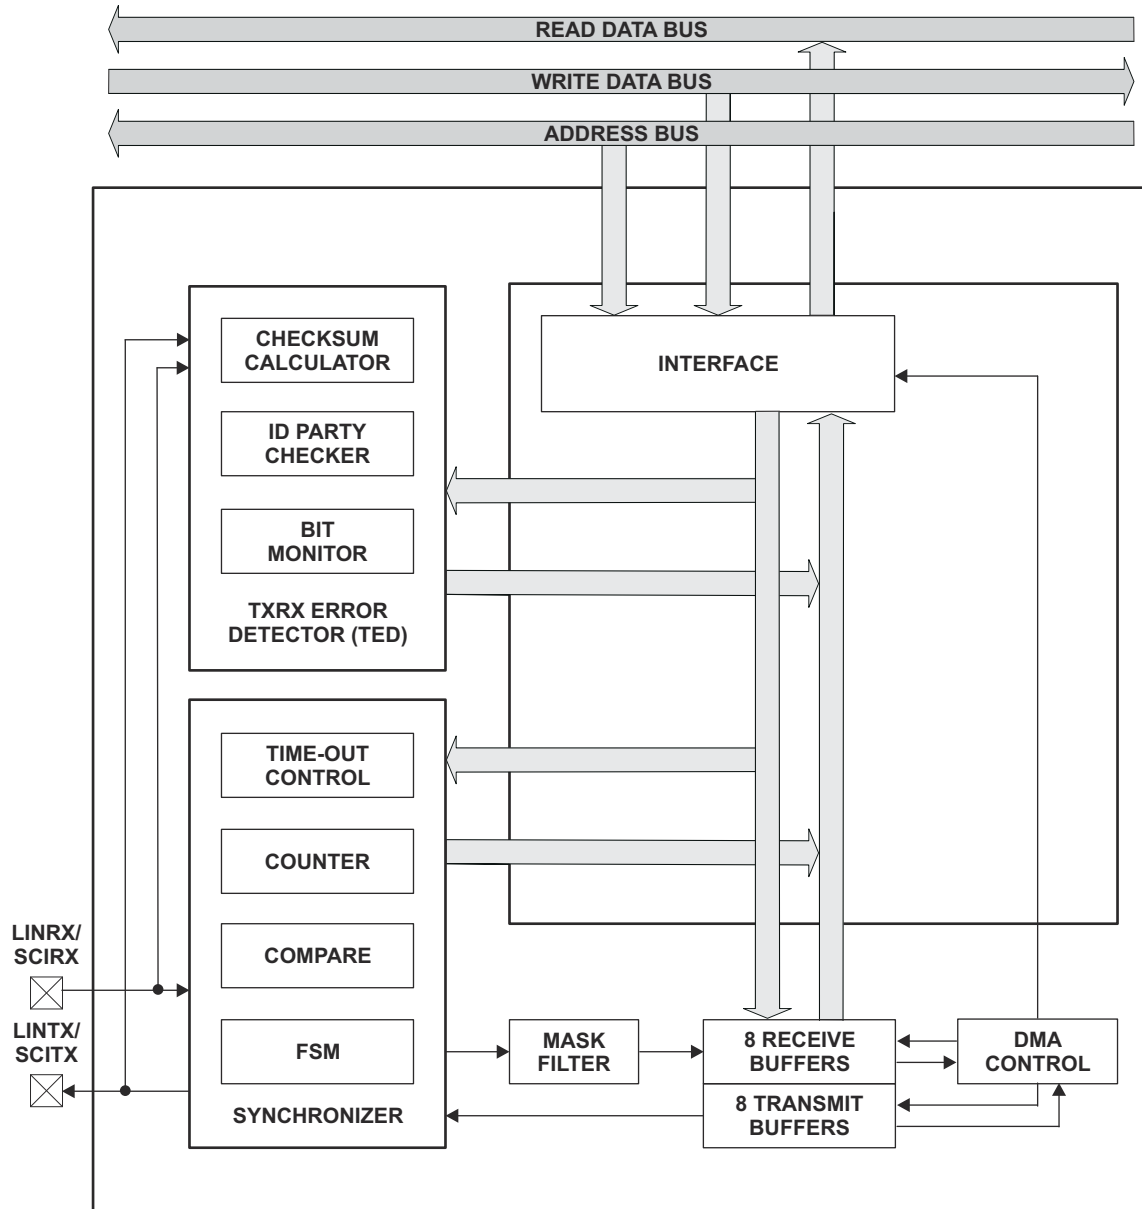 READ DATA BUS
WRITE DATA BUS
ADDRESS BUS
CHECKSUM
CALCULATOR
ID PARTY
CHECKER
BIT
MONITOR
TXRX ERROR
DETECTOR (TED)
INTERFACE
TIME-OUT
CONTROL
COUNTER
COMPARE
FSM
SYNCHRONIZER
LINRX/
SCIRX
LINTX/
SCITX
MASK
FILTER
8 RECEIVE
BUFFERS
8 TRANSMIT
BUFFERS
DMA
CONTROL